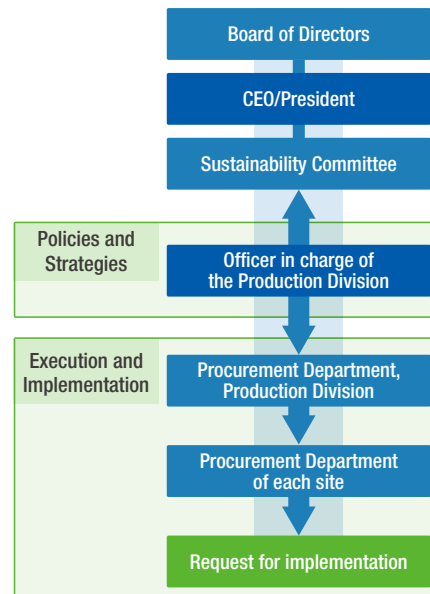 Board of Directors
CEO/President
Sustainability Committee
Policies and
Strategies
Officer in charge of
the Production Division
Execution and
Implementation
Procurement Department,
Production Division
Procurement Department
of each site
Request for implementation